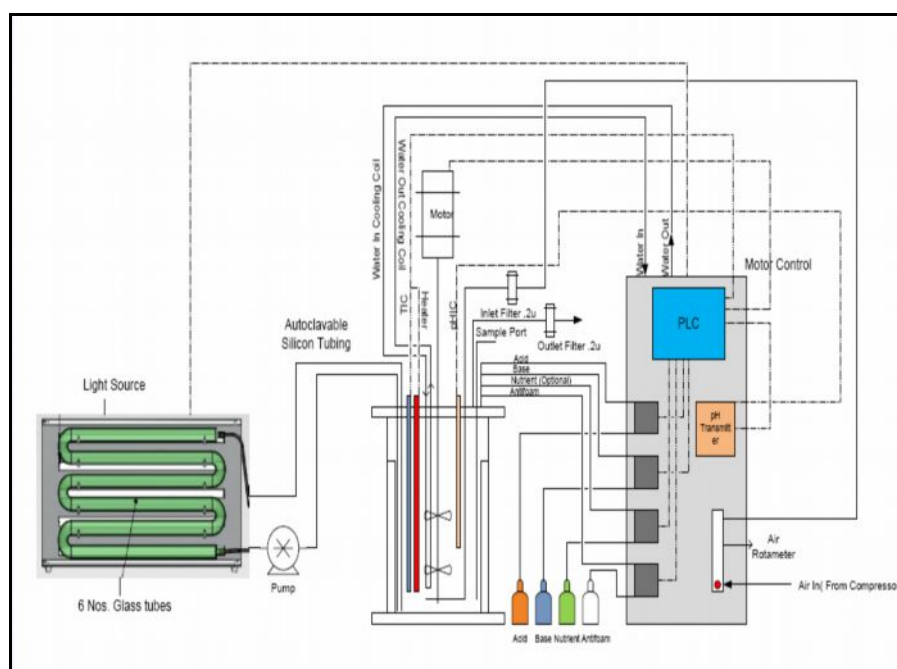 Water In Cooling Coil
Water Out Cooling Coil
TIC
Heater
Motor
pHIC
Water In
Water Out
Motor Control
PLC
Inlet Filter .2u
Sample Port
Outlet Filter .2u
Autoclavable
Silicon Tubing
Acid
Base
Nutrient (Optional)
Antifoam
Light Source
pH
Transmitt
er
Air
Rotameter
Air In( From Compressor
Pump
6 Nos. Glass tubes
Acid
Base
Nutrient
Antifoam